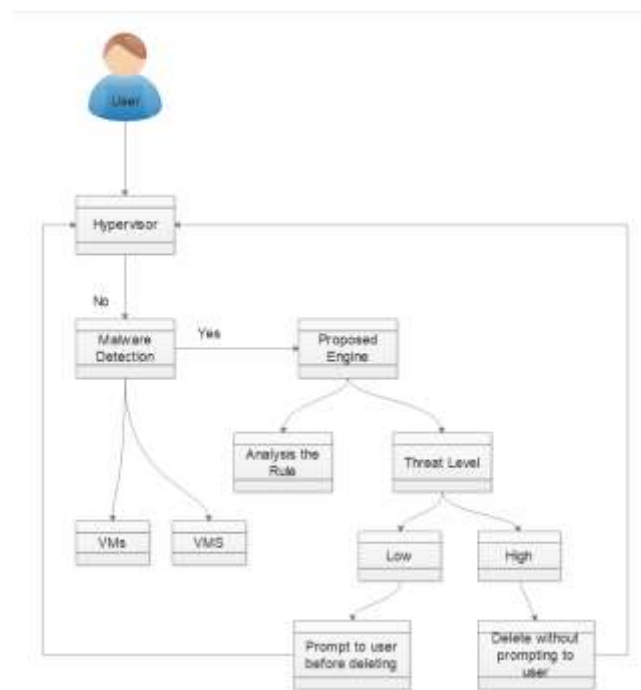 User
Hypervisor
No
Malware
Detection
Yes
Proposed
Engine
Analysis the
Rule
Threat Level
VMs
VMS
Low
High
Prompt to user
before deleting
Delete without
prompting to
user